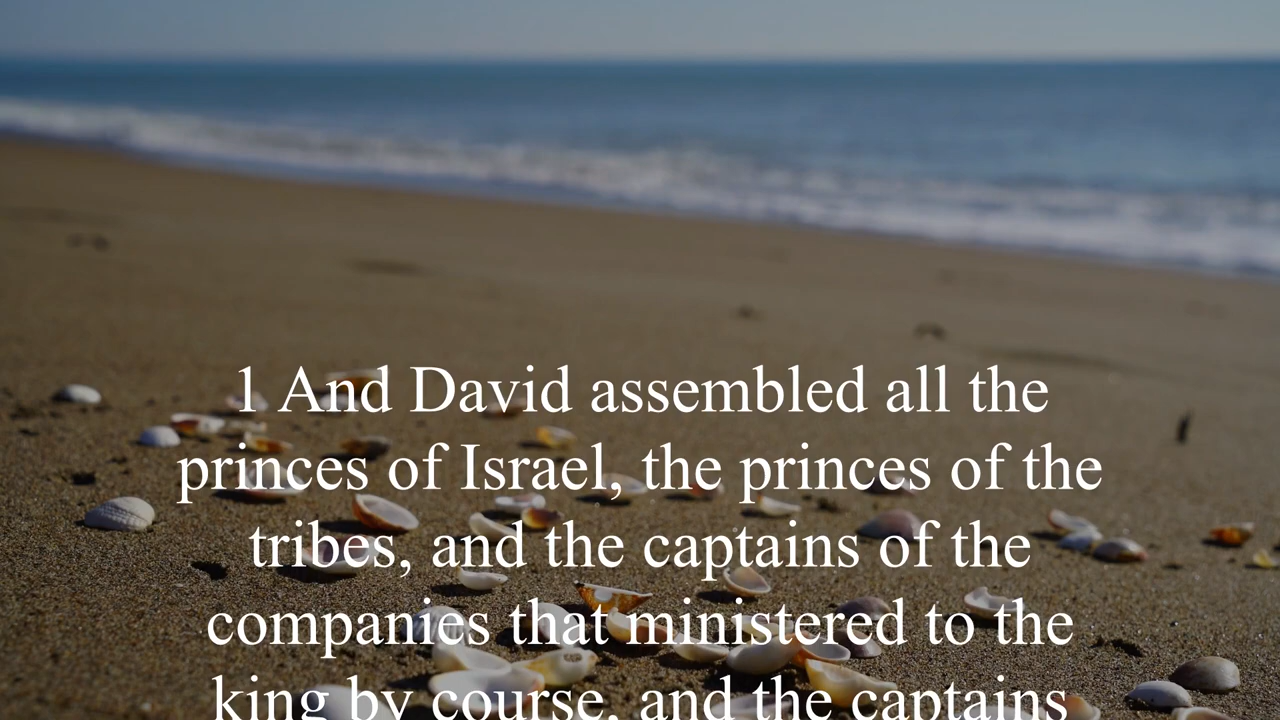 1 And David assembled all the
princes of Israel, the princes of the
tribes, and the captains of the
companies that ministered to the
king by course, and the captains